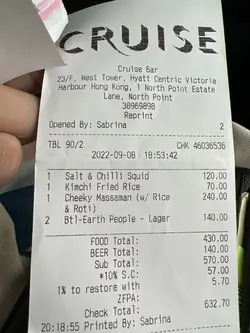 CRUISE
Cruise Bar
23/F, West Tower, Hyatt Centric Victoria
Harbour Hong Kong, 1 North Point Estate
Lane, North Point
38969898
Reprint
Opened By: Sabrina 2
TBL 90/2 CHK 46036536
2022-09-08 18:53:42
1 Salt & Chilli Squid 120.00
1 Kimchi Fried Rice 70.00
1 Cheeky Massaman (w/ Rice 240.00
& Roti)
2 Btl-Earth People - Lager 140.00
FOOD Total: 430.00
BEER Total: 140.00
Sub Total: 570.00
*10% S.C: 57.00
1% to restore with 5.70
ZFPA:
Check Total: 632.70
20:18:55 Printed By: Sabrina